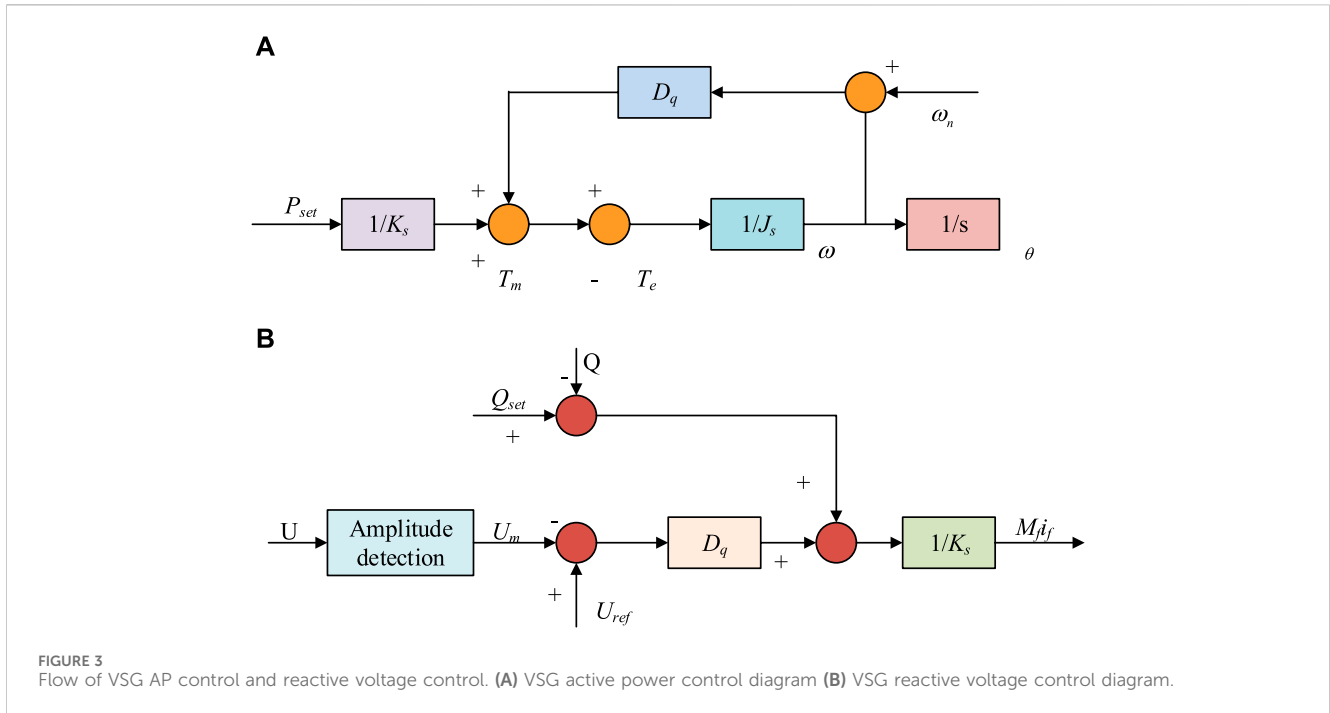 A
D_q
+
ω_n
P_set
1/K_s
+
+
T_m
+
-
T_e
1/J_s
ω
1/s
θ
B
- Q
Q_set
+
+
U
Amplitude
detection
U_m
-
+
U_ref
D_q
+
1/K_s
M_f i_f
FIGURE 3
Flow of VSG AP control and reactive voltage control. (A) VSG active power control diagram (B) VSG reactive voltage control diagram.